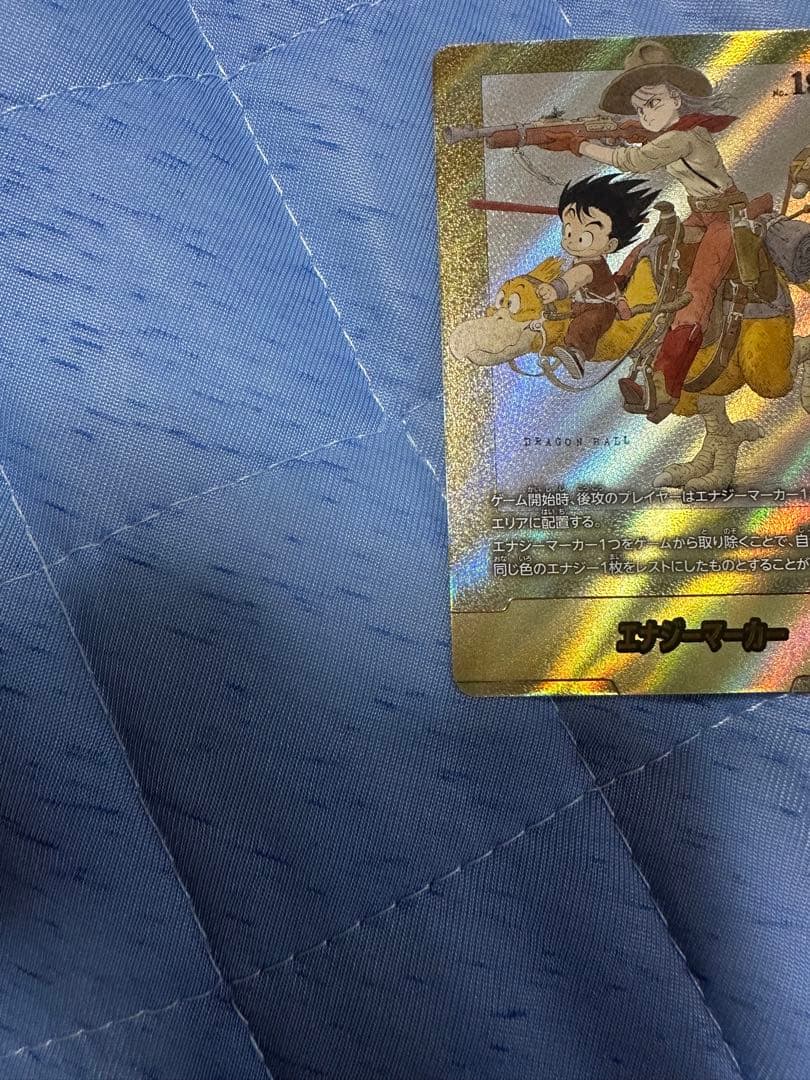 No. 18
DRAGON BALL
ゲーム開始時、後攻のプレイヤーはエナジーマーカー1
エリアに配置する。
エナジーマーカー1つをゲームから取り除くことで、自
同じ色のエナジー1枚をレストにしたものとすることが
エナジーマーカー